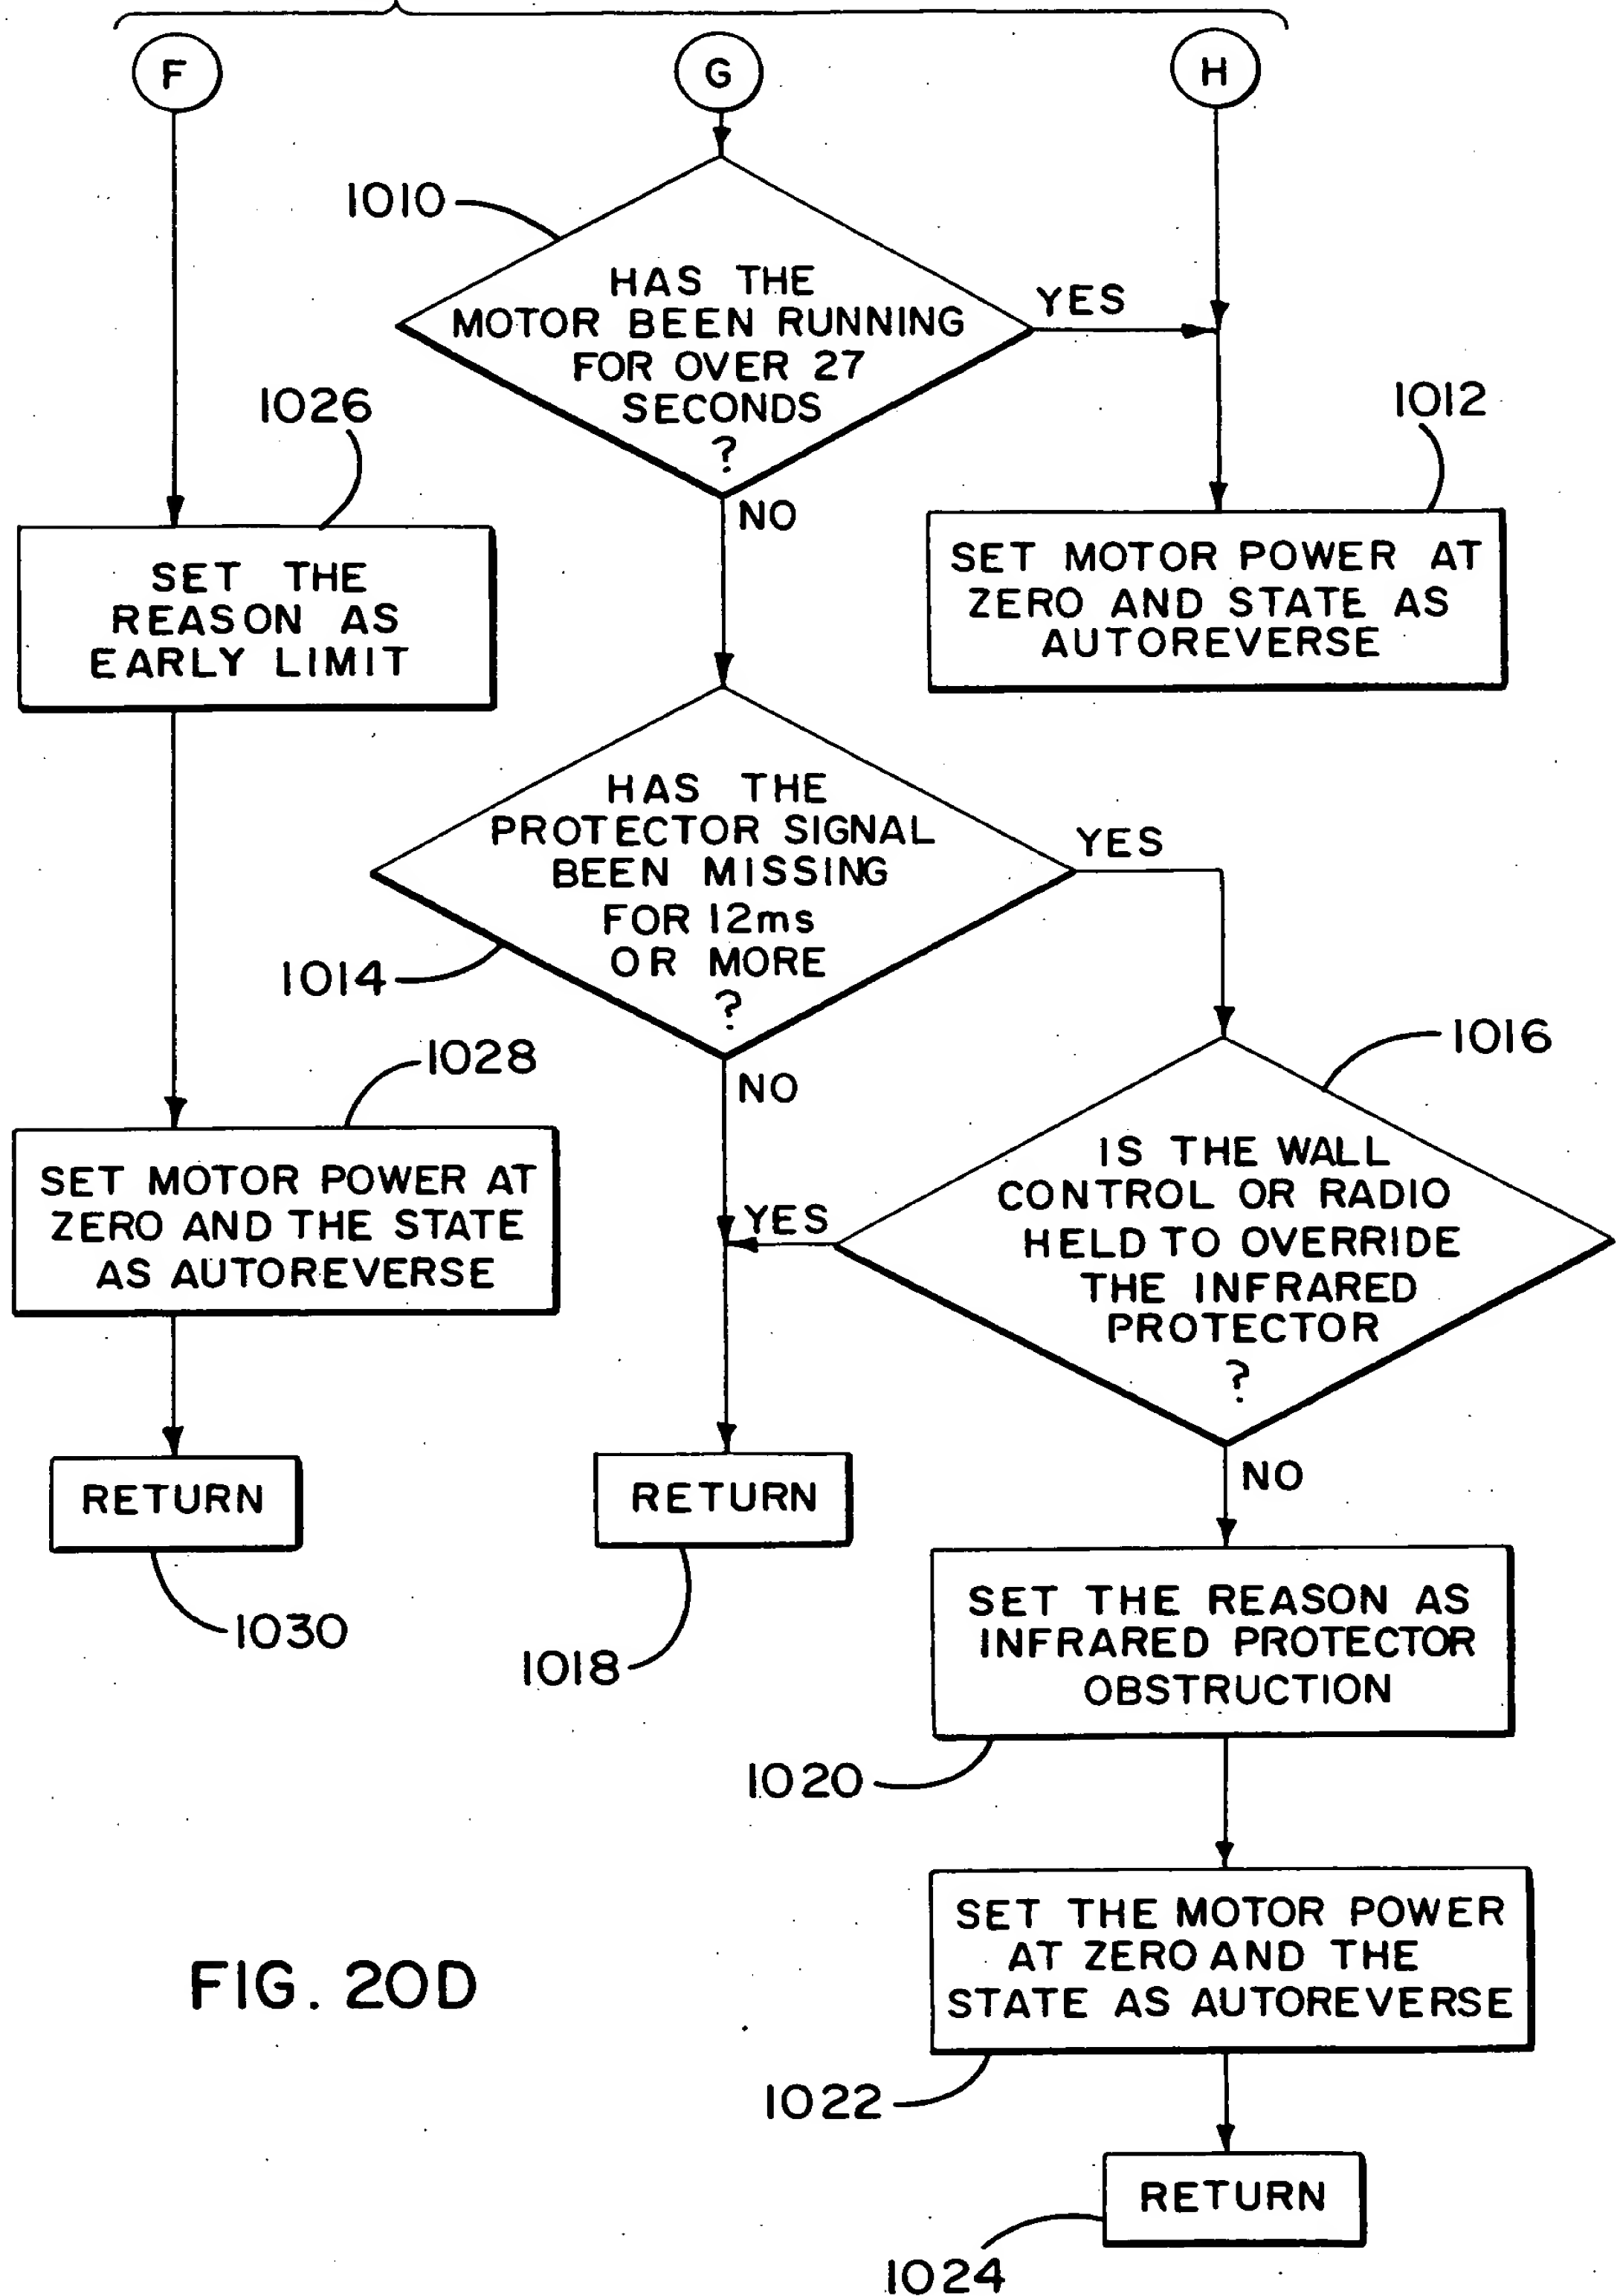 F
G
H
1010
HAS THE
MOTOR BEEN RUNNING
FOR OVER 27
SECONDS
?
YES
NO
1026
SET THE
REASON AS
EARLY LIMIT
1012
SET MOTOR POWER AT
ZERO AND STATE AS
AUTOREVERSE
HAS THE
PROTECTOR SIGNAL
BEEN MISSING
FOR 12ms
OR MORE
?
YES
NO
1014
1028
SET MOTOR POWER AT
ZERO AND THE STATE
AS AUTOREVERSE
1016
IS THE WALL
CONTROL OR RADIO
HELD TO OVERRIDE
THE INFRARED
PROTECTOR
?
YES
NO
RETURN
1030
RETURN
1018
SET THE REASON AS
INFRARED PROTECTOR
OBSTRUCTION
1020
SET THE MOTOR POWER
AT ZERO AND THE
STATE AS AUTOREVERSE
1022
RETURN
1024
FIG. 20D